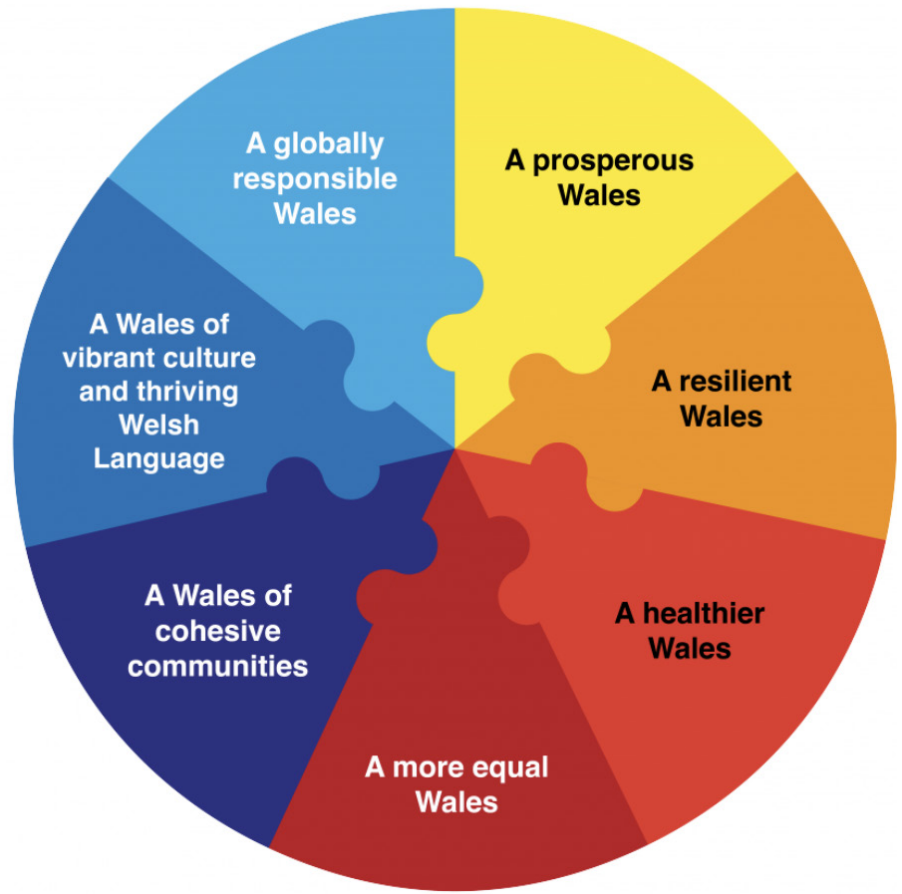 A globally
responsible
Wales
A prosperous
Wales
A resilient
Wales
A healthier
Wales
A more equal
Wales
A Wales of
cohesive
communities
A Wales of
vibrant culture
and thriving
Welsh
Language